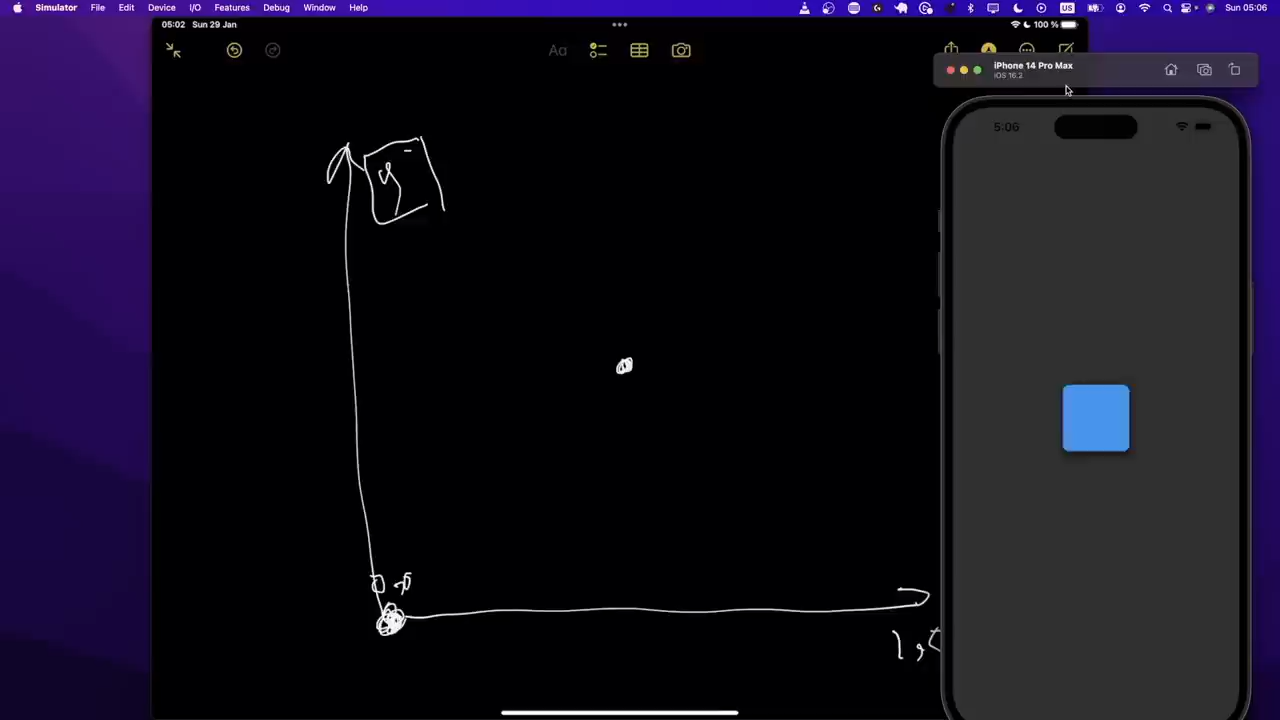 Simulator File Edit Device I/O Features Debug Window Help US Sun 05:06
05:02 Sun 29 Jan 100 %
Aa
iPhone 14 Pro Max
iOS 16.2
5:06